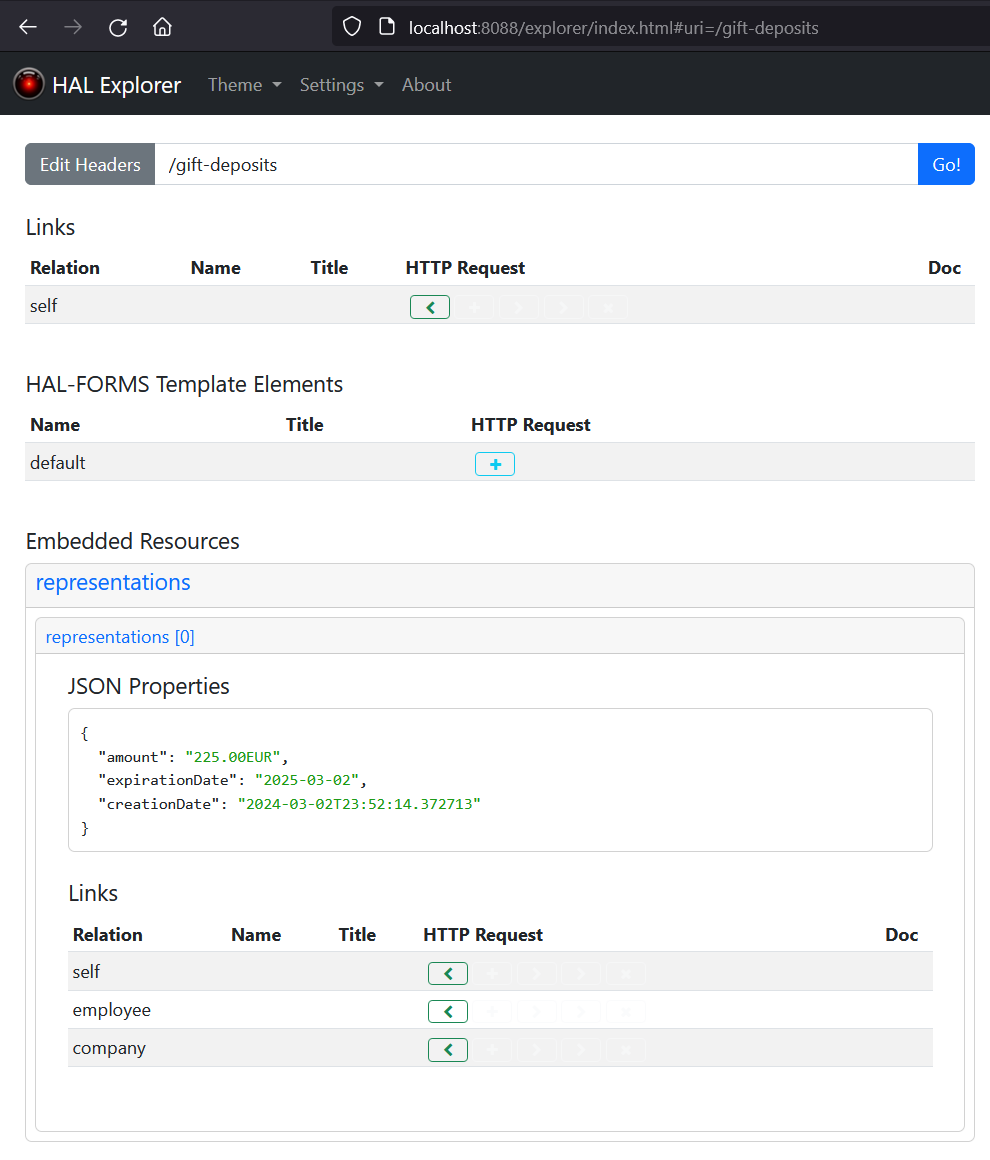 localhost:8088/explorer/index.html#uri=/gift-deposits
HAL Explorer Theme Settings About
Edit Headers /gift-deposits Go!
Links
Relation Name Title HTTP Request Doc
self
HAL-FORMS Template Elements
Name Title HTTP Request
default
Embedded Resources
representations
representations [0]
JSON Properties
{
"amount": "225.00EUR",
"expirationDate": "2025-03-02",
"creationDate": "2024-03-02T23:52:14.372713"
}
Links
Relation Name Title HTTP Request Doc
self
employee
company